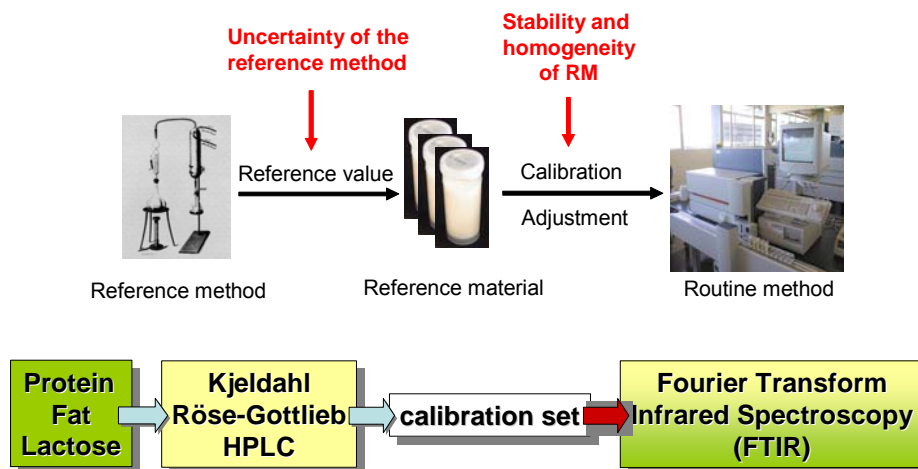 Uncertainty of the
reference method
Stability and
homogeneity
of RM
Reference value
Calibration
Adjustment
Reference method
Reference material
Routine method
Protein
Fat
Lactose
Kjeldahl
Röse-Gottlieb
HPLC
calibration set
Fourier Transform
Infrared Spectroscopy
(FTIR)